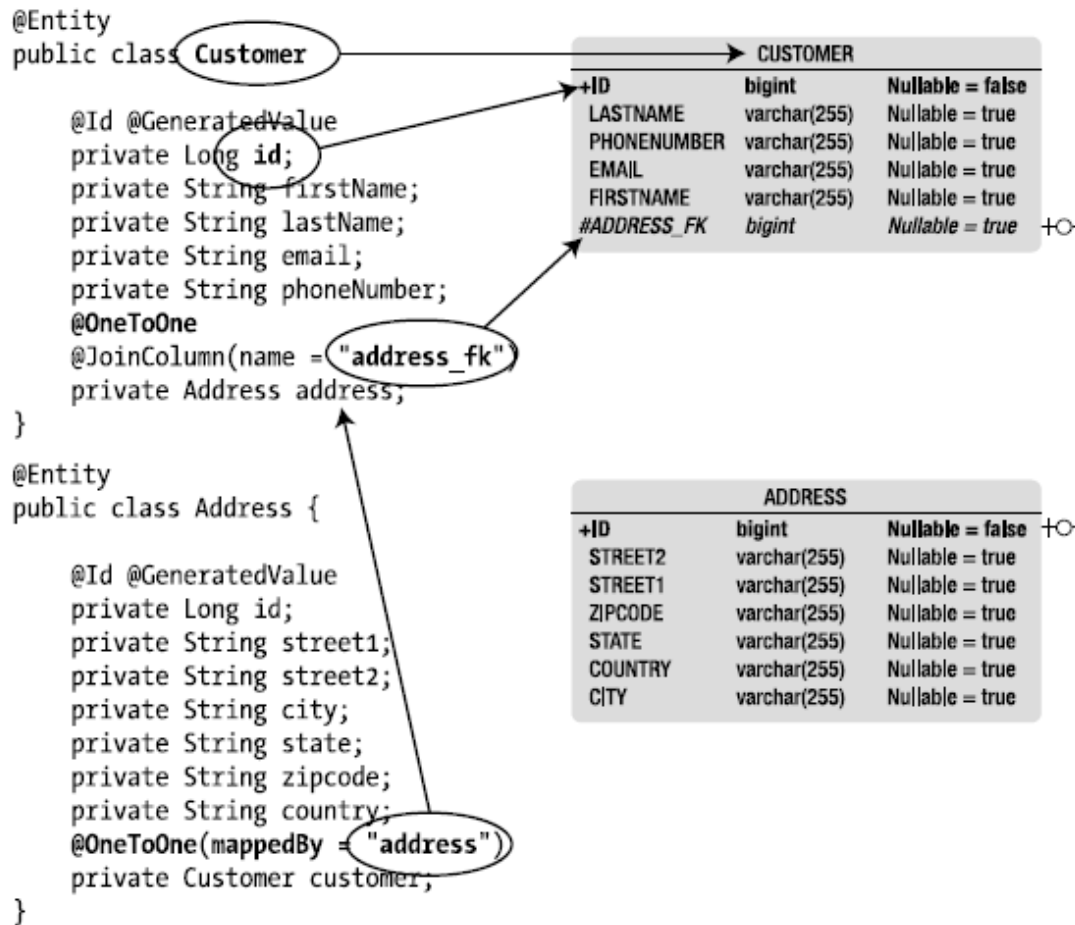 @Entity
public class Customer
@Id @GeneratedValue
private Long id;
private String firstName;
private String lastName;
private String email;
private String phoneNumber;
@OneToOne
@JoinColumn(name = "address_fk")
private Address address;
}
CUSTOMER
+ID bigint Nullable = false
LASTNAME varchar(255) Nullable = true
PHONENUMBER varchar(255) Nullable = true
EMAIL varchar(255) Nullable = true
FIRSTNAME varchar(255) Nullable = true
#ADDRESS_FK bigint Nullable = true
@Entity
public class Address {
@Id @GeneratedValue
private Long id;
private String street1;
private String street2;
private String city;
private String state;
private String zipcode;
private String country;
@OneToOne(mappedBy = "address")
private Customer customer;
}
ADDRESS
+ID bigint Nullable = false
STREET2 varchar(255) Nullable = true
STREET1 varchar(255) Nullable = true
ZIPCODE varchar(255) Nullable = true
STATE varchar(255) Nullable = true
COUNTRY varchar(255) Nullable = true
CITY varchar(255) Nullable = true